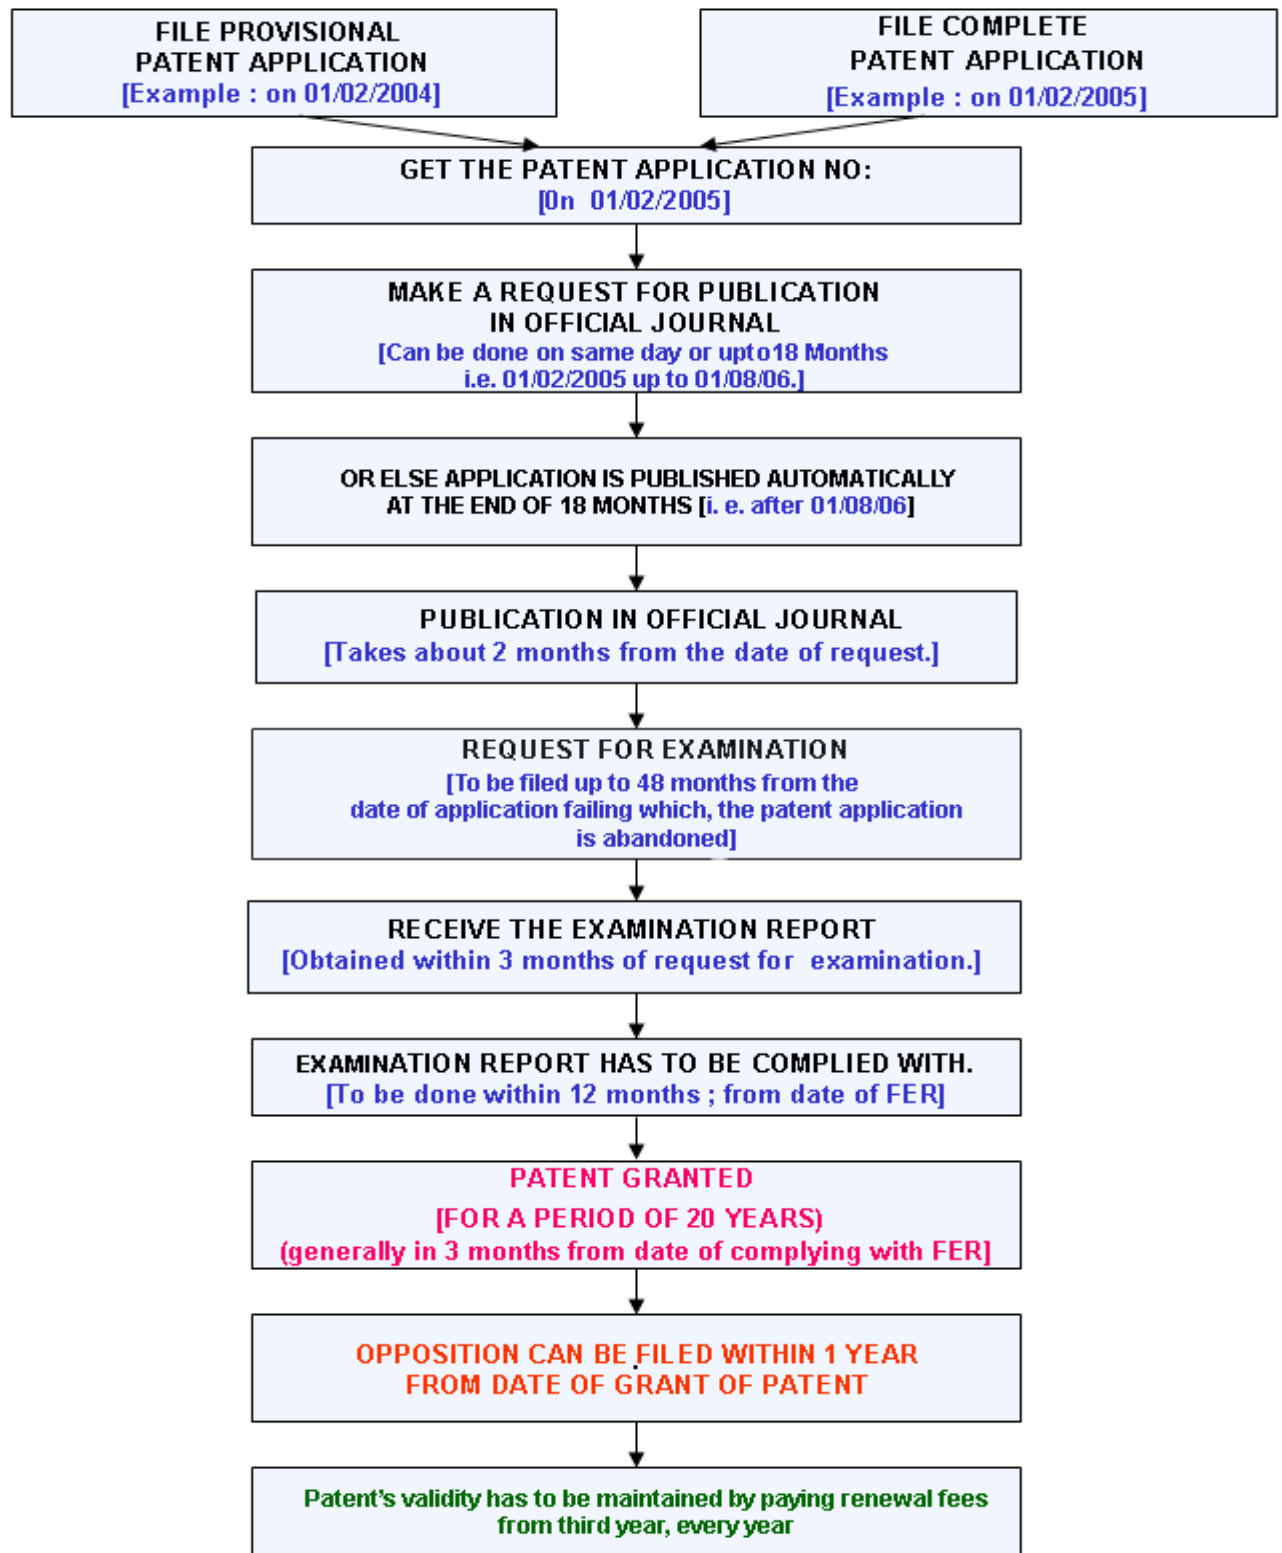 FILE PROVISIONAL
PATENT APPLICATION
[Example : on 01/02/2004]
FILE COMPLETE
PATENT APPLICATION
[Example : on 01/02/2005]
GET THE PATENT APPLICATION NO:
[0n 01/02/2005]
MAKE A REQUEST FOR PUBLICATION
IN OFFICIAL JOURNAL
[Can be done on same day or upto18 Months
i.e. 01/02/2005 up to 01/08/06.]
OR ELSE APPLICATION IS PUBLISHED AUTOMATICALLY
AT THE END OF 18 MONTHS [i. e. after 01/08/06]
PUBLICATION IN OFFICIAL JOURNAL
[Takes about 2 months from the date of request.]
REQUEST FOR EXAMINATION
[To be filed up to 48 months from the
date of application failing which, the patent application
is abandoned]
RECEIVE THE EXAMINATION REPORT
[Obtained within 3 months of request for examination.]
EXAMINATION REPORT HAS TO BE COMPLIED WITH.
[To be done within 12 months ; from date of FER]
PATENT GRANTED
[FOR A PERIOD OF 20 YEARS)
(generally in 3 months from date of complying with FER]
OPPOSITION CAN BE FILED WITHIN 1 YEAR
FROM DATE OF GRANT OF PATENT
Patent's validity has to be maintained by paying renewal fees
from third year, every year